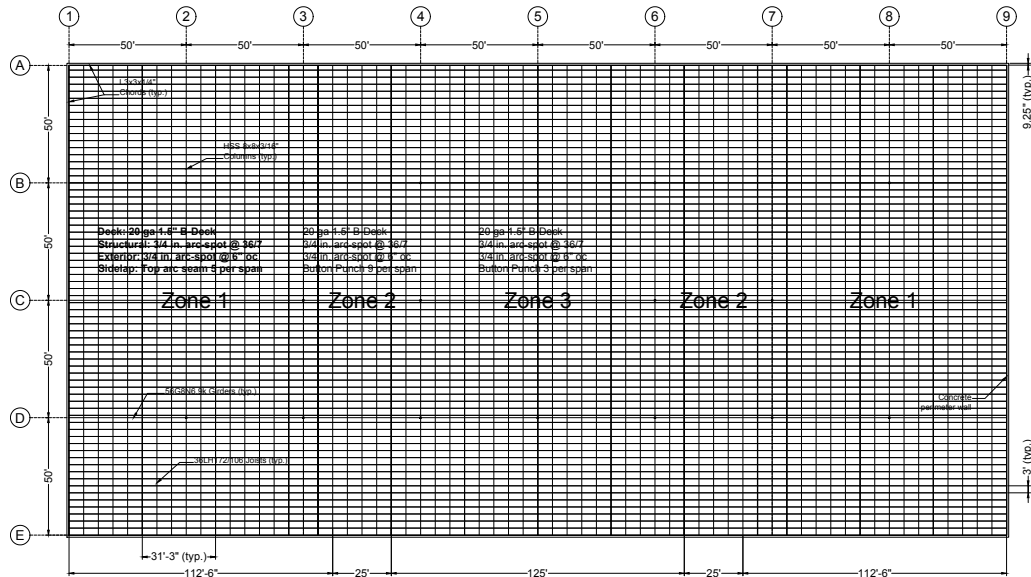 1 2 3 4 5 6 7 8 9
50' 50' 50' 50' 50' 50' 50' 50'
A
L3x3x1/4"
Chords (typ.)
9.25" (typ.)
50'
HSS 8x8x3/16"
Columns (typ.)
B
50'
Deck: 20 ga 1.5" B-Deck
Structural: 3/4 in. arc-spot @ 36/7
Exterior: 3/4 in. arc-spot @ 6" oc
Sidelap: Top arc seam 5 per span
20 ga 1.5" B-Deck
3/4 in. arc-spot @ 36/7
3/4 in. arc-spot @ 6" oc
Button Punch 9 per span
20 ga 1.5" B-Deck
3/4 in. arc-spot @ 36/7
3/4 in. arc-spot @ 6" oc
Button Punch 3 per span
C
Zone 1 Zone 2 Zone 3 Zone 2 Zone 1
50'
56G8N6.9k Girders (typ.)
Concrete
perimeter wall
D
50'
36LH172/106 Joists (typ.)
3' (typ.)
E
31'-3" (typ.)
112'-6" 25' 125' 25' 112'-6"